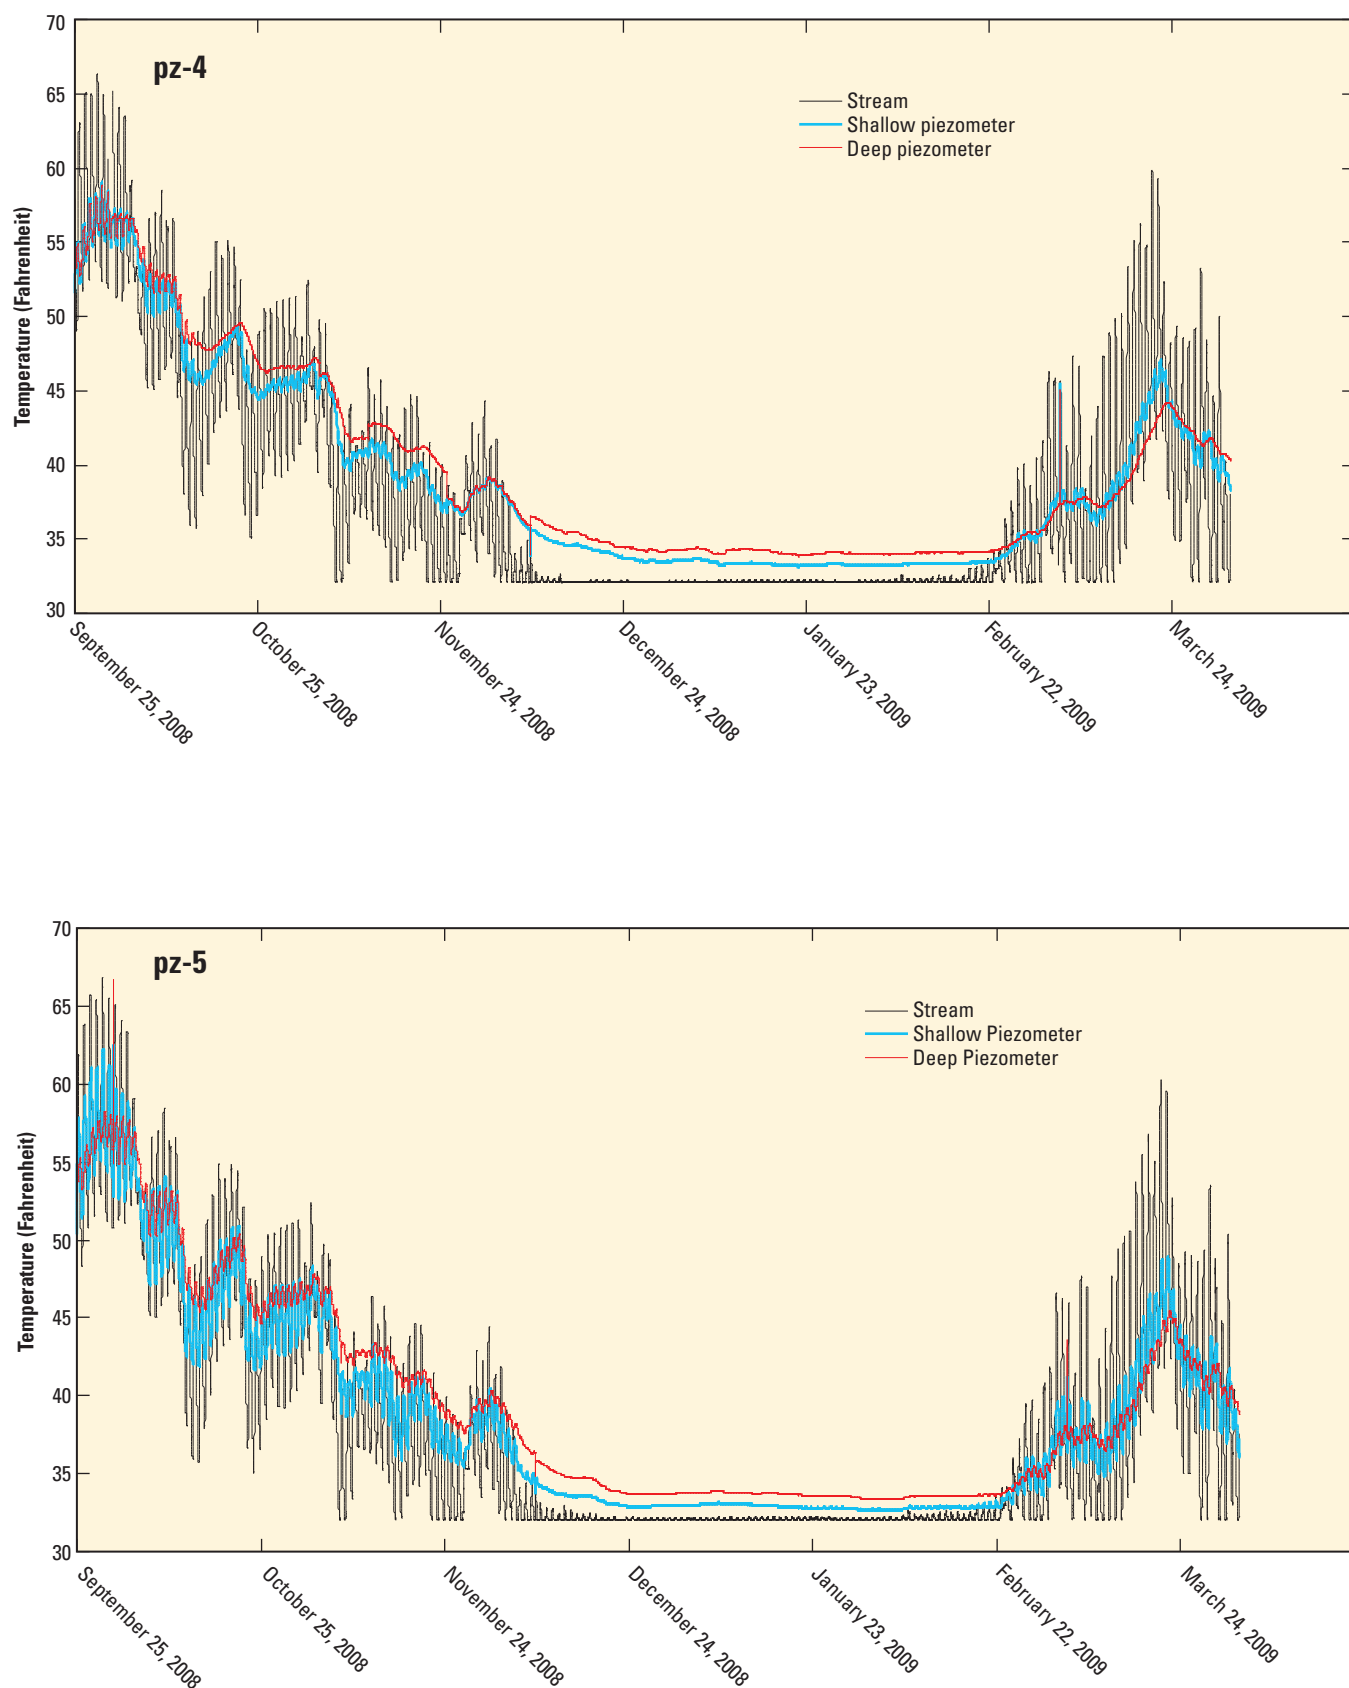 70
pz-4
65
Stream
Shallow piezometer
Deep piezometer
60
55
50
45
40
35
30
Temperature (Fahrenheit)
September 25, 2008
October 25, 2008
November 24, 2008
December 24, 2008
January 23, 2009
February 22, 2009
March 24, 2009
70
pz-5
65
Stream
Shallow Piezometer
Deep Piezometer
60
55
50
45
40
35
30
Temperature (Fahrenheit)
September 25, 2008
October 25, 2008
November 24, 2008
December 24, 2008
January 23, 2009
February 22, 2009
March 24, 2009